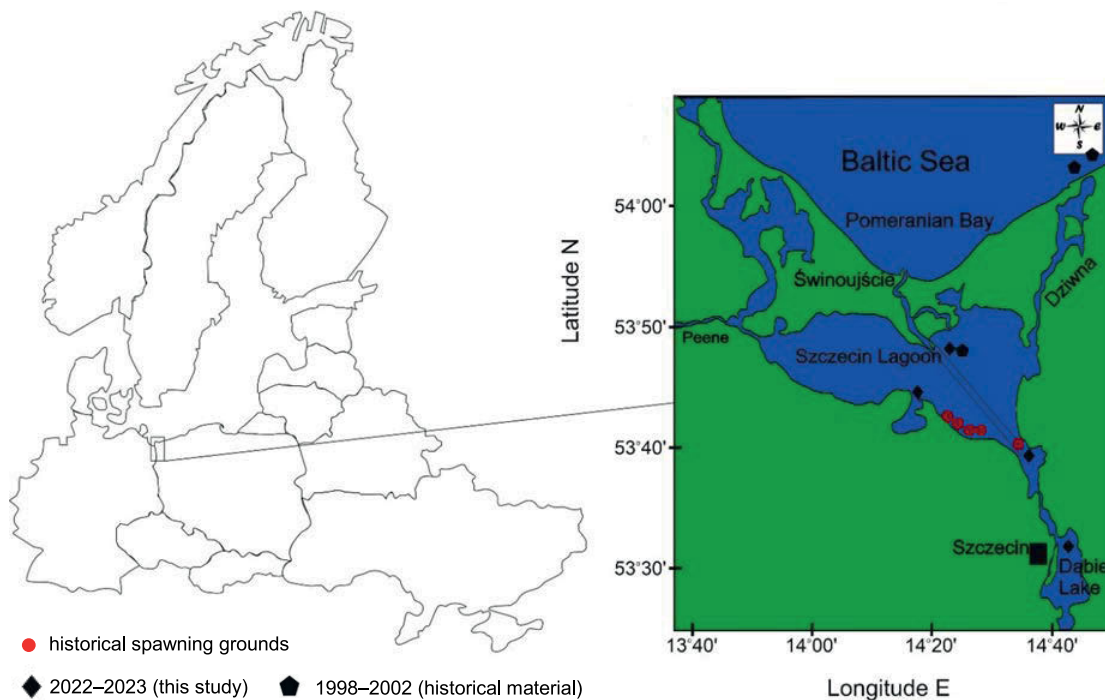 N
W E
S
Baltic Sea
54°00'
Pomeranian Bay
Latitude N
Świnoujście
Dziwna
53°50'
Peene
Szczecin Lagoon
53°40'
Szczecin
Dąbie
Lake
53°30'
13°40' 14°00' 14°20' 14°40'
Longitude E
historical spawning grounds
2022–2023 (this study) 1998–2002 (historical material)